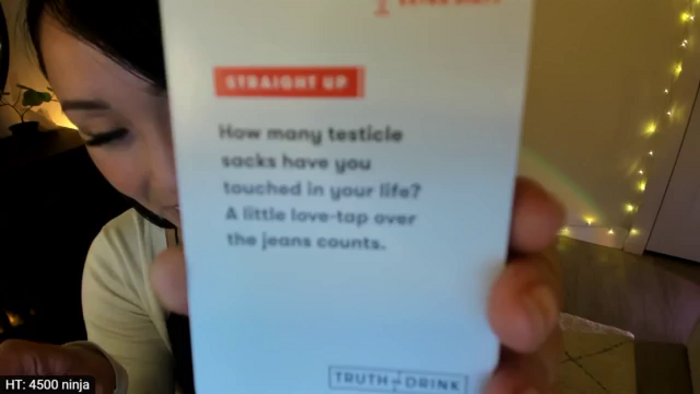 STRAIGHT UP
How many testicle
sacks have you
touched in your life?
A little love-tap over
the jeans counts.
TRUTH DRINK
HT: 4500 ninja